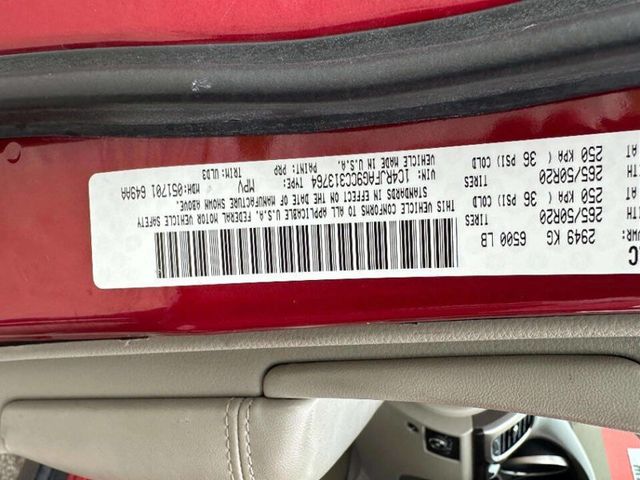 C
WR:
2949 KG 6500 LB
TIRES
265/50R20
250 KPA ( 36 PSI) COLD
TIRES
265/50R20
250 KPA ( 36 PSI) COLD
THIS VEHICLE CONFORMS TO ALL APPLICABLE U.S.A. FEDERAL MOTOR VEHICLE SAFETY
STANDARDS IN EFFECT ON THE DATE OF MANUFACTURE SHOWN ABOVE.
VIN: 1C4RJFAG9CC313764 TYPE: MPV MDH:051701 649AA
VEHICLE MADE IN U.S.A. PAINT: PRP TRIM: ULD3